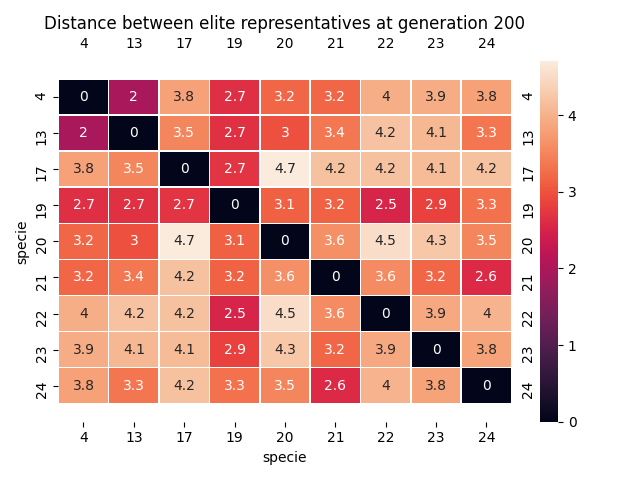 Distance between elite representatives at generation 200
4 13 17 19 20 21 22 23 24
4 0 2 3.8 2.7 3.2 3.2 4 3.9 3.8 4
13 2 0 3.5 2.7 3 3.4 4.2 4.1 3.3 13
17 3.8 3.5 0 2.7 4.7 4.2 4.2 4.1 4.2 17
19 2.7 2.7 2.7 0 3.1 3.2 2.5 2.9 3.3 19
20 3.2 3 4.7 3.1 0 3.6 4.5 4.3 3.5 20
21 3.2 3.4 4.2 3.2 3.6 0 3.6 3.2 2.6 21
22 4 4.2 4.2 2.5 4.5 3.6 0 3.9 4 22
23 3.9 4.1 4.1 2.9 4.3 3.2 3.9 0 3.8 23
24 3.8 3.3 4.2 3.3 3.5 2.6 4 3.8 0 24
4 13 17 19 20 21 22 23 24
specie
specie
4
3
2
1
0